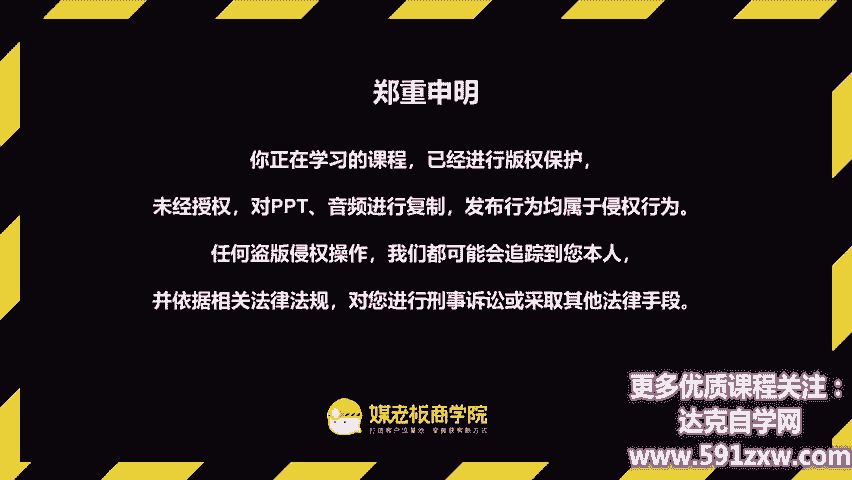 郑重申明
你正在学习的课程，已经进行版权保护，
未经授权，对PPT、音频进行复制，发布行为均属于侵权行为。
任何盗版侵权操作，我们都可能会追踪到您本人，
并依据相关法律法规，对您进行刑事诉讼或采取其他法律手段。
媒老板商学院
更多优质课程关注：
达克自学网
www.591zxw.com